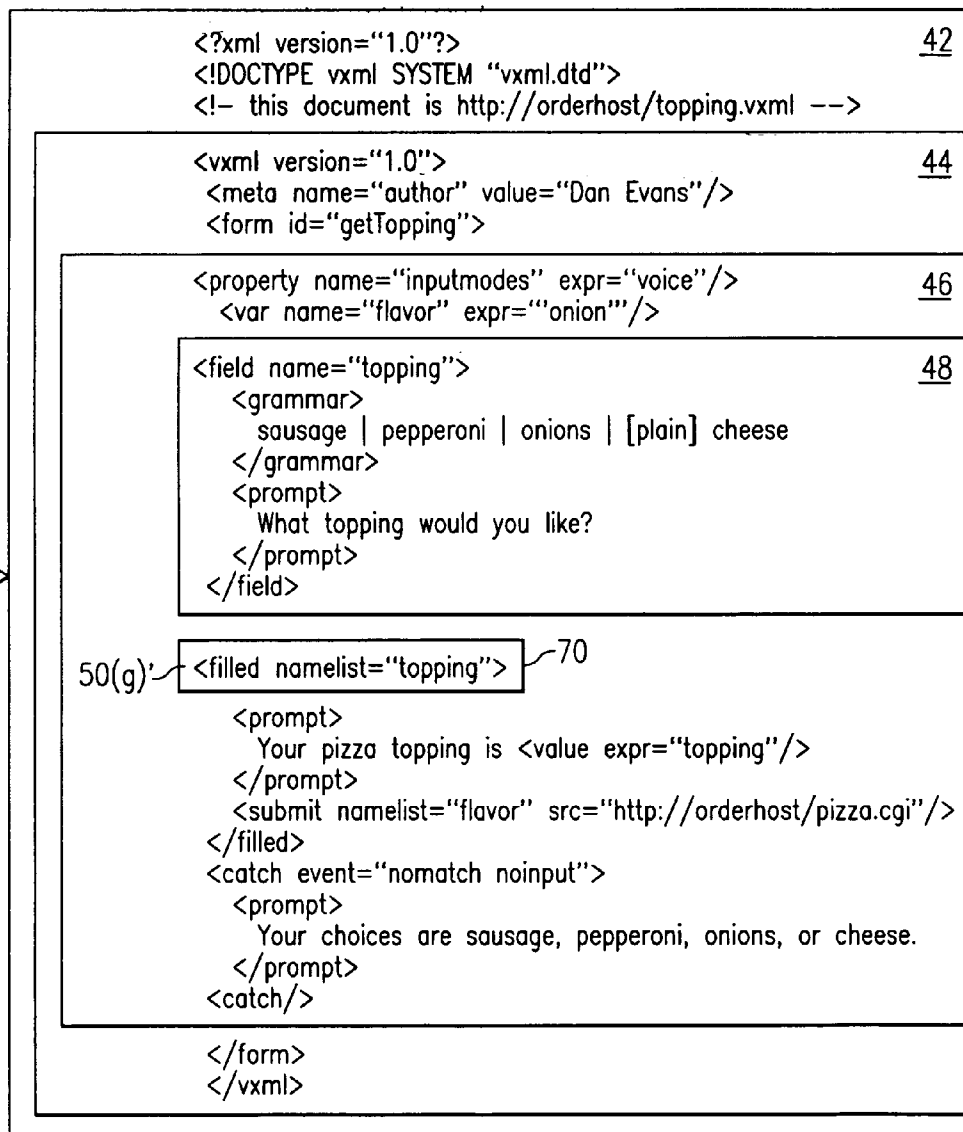 <?xml version="1.0"?> 42
<!DOCTYPE vxml SYSTEM "vxml.dtd">
<!– this document is http://orderhost/topping.vxml -->
<vxml version="1.0"> 44
<meta name="author" value="Dan Evans"/>
<form id="getTopping">
<property name="inputmodes" expr="voice"/> 46
<var name="flavor" expr="'onion'"/>
<field name="topping"> 48
<grammar>
sausage | pepperoni | onions | [plain] cheese
</grammar>
<prompt>
What topping would you like?
</prompt>
</field>
50(g)' <filled namelist="topping"> 70
<prompt>
Your pizza topping is <value expr="topping"/>
</prompt>
<submit namelist="flavor" src="http://orderhost/pizza.cgi"/>
</filled>
<catch event="nomatch noinput">
<prompt>
Your choices are sausage, pepperoni, onions, or cheese.
</prompt>
<catch/>
</form>
</vxml>